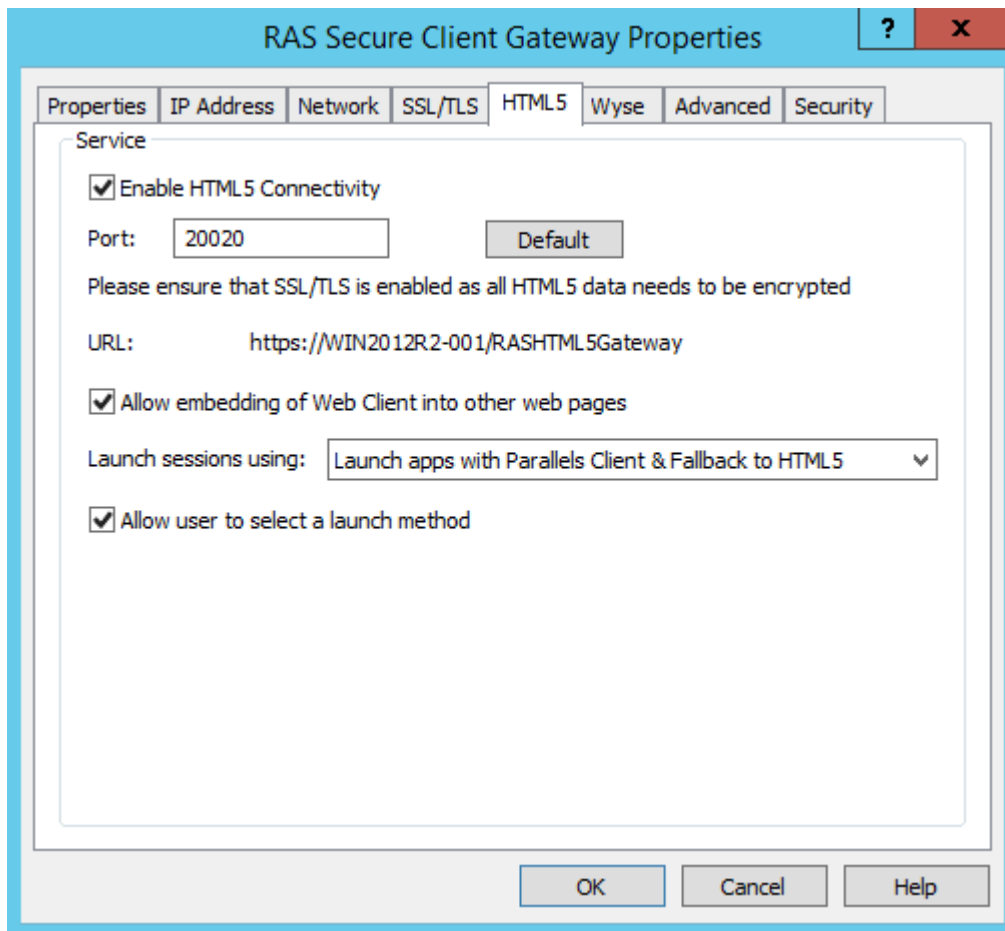 RAS Secure Client Gateway Properties
? x
Properties IP Address Network SSL/TLS HTML5 Wyse Advanced Security
Service
Enable HTML5 Connectivity
Port: 20020 Default
Please ensure that SSL/TLS is enabled as all HTML5 data needs to be encrypted
URL: https://WIN2012R2-001/RASHTML5Gateway
Allow embedding of Web Client into other web pages
Launch sessions using: Launch apps with Parallels Client & Fallback to HTML5
Allow user to select a launch method
OK Cancel Help